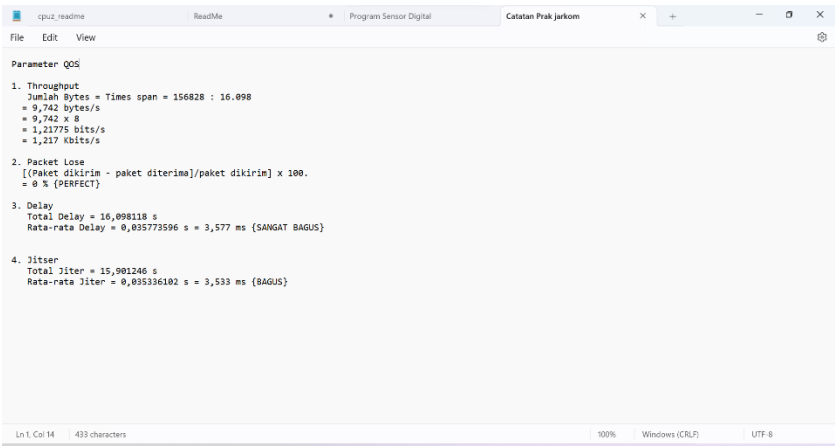 cpuz_readme
ReadMe
Program Sensor Digital
Catatan Prak jarkom
File Edit View
Parameter QOS
1. Throughput
Jumlah Bytes = Times span = 156828 : 16.098
= 9,742 bytes/s
= 9,742 x 8
= 1,21775 bits/s
= 1,217 Kbits/s
2. Packet Lose
[(Paket dikirim - paket diterima]/paket dikirim] x 100.
= 0 % {PERFECT}
3. Delay
Total Delay = 16,098118 s
Rata-rata Delay = 0,035773596 s = 3,577 ms {SANGAT BAGUS}
4. Jitser
Total Jiter = 15,901246 s
Rata-rata Jiter = 0,035336102 s = 3,533 ms {BAGUS}
Ln 1, Col 14 433 characters 100% Windows (CRLF) UTF-8